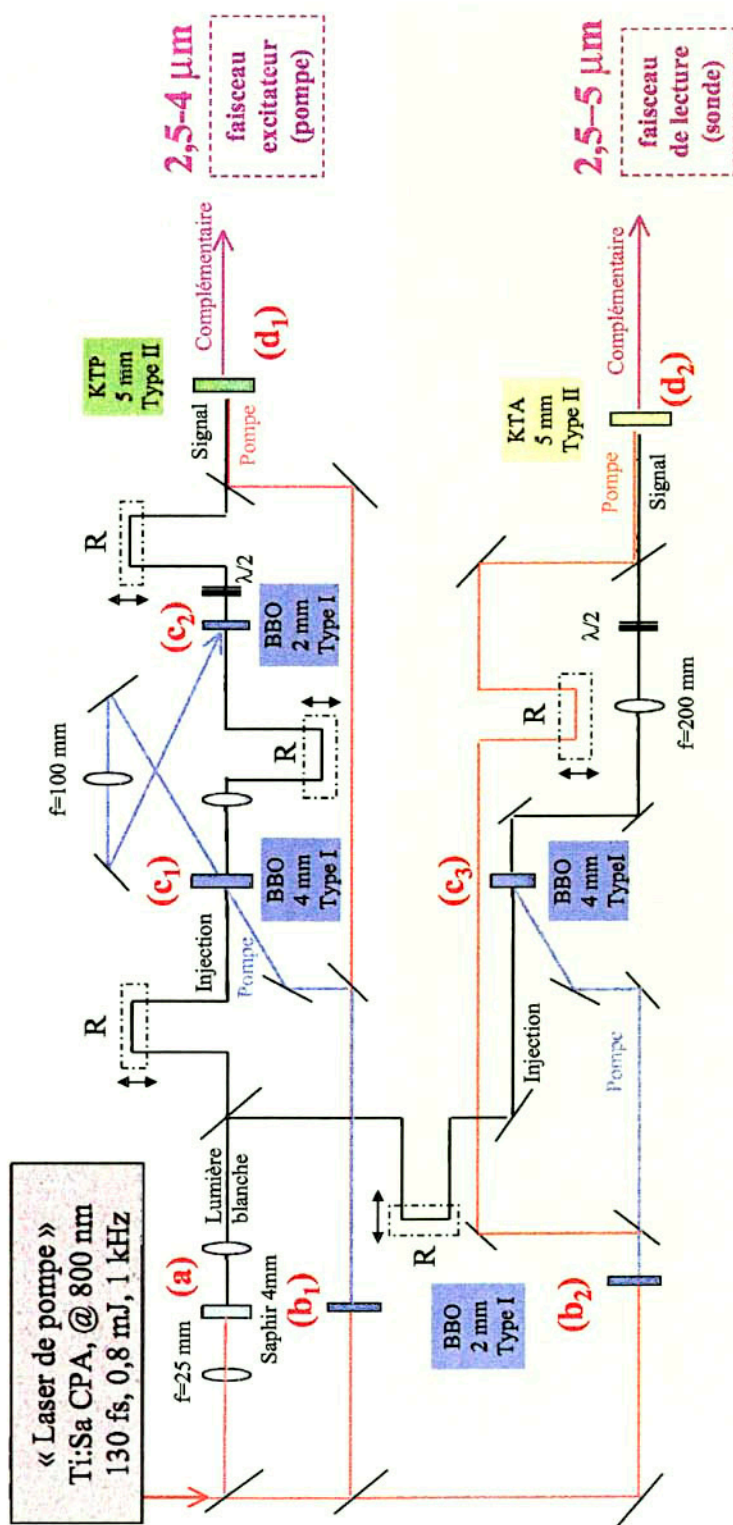 « Laser de pompe »
Ti:Sa CPA, @ 800 nm
130 fs, 0,8 mJ, 1 kHz
f=25 mm
(a)
Saphir 4mm
Lumière
blanche
R
Injection
Pompe
(b₁)
(c₁)
BBO
4 mm
Type I
f=100 mm
R
(c₂)
BBO
2 mm
Type I
λ/2
R
Signal
Pompe
KTP
5 mm
Type II
(d₁)
Complémentaire
2,5-4 µm
faisceau
excitateur
(pompe)
BBO
2 mm
Type I
(b₂)
R
Injection
Pompe
(c₃)
BBO
4 mm
TypeI
R
f=200 mm
λ/2
Pompe
Signal
KTA
5 mm
Type II
(d₂)
Complémentaire
2,5–5 µm
faisceau
de lecture
(sonde)